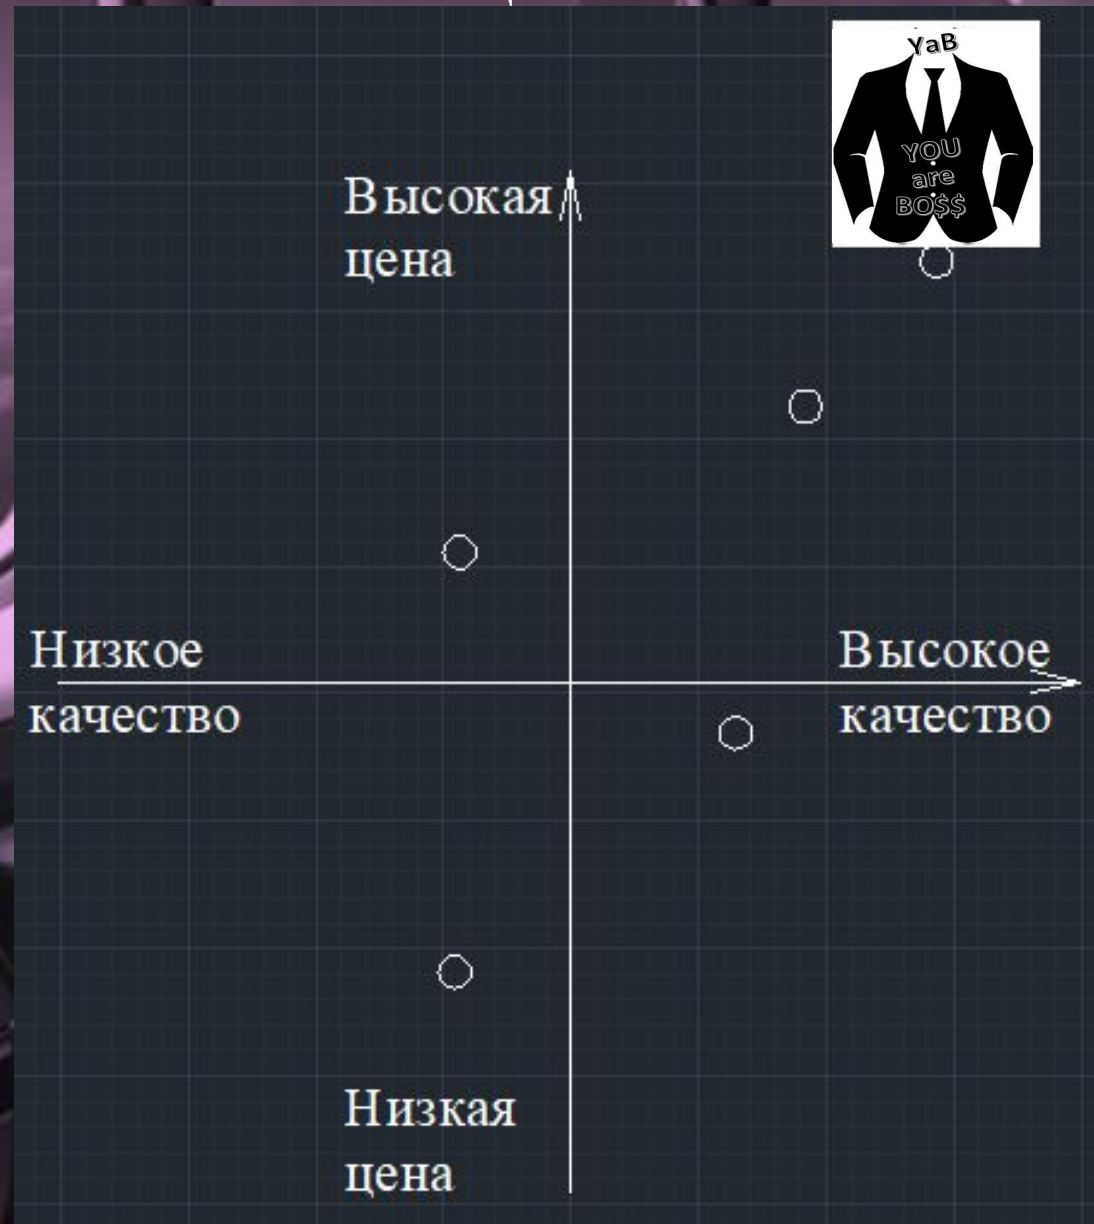 YaB
YOU
are
BO$$
Высокая
цена
Низкое
качество
Высокое
качество
Низкая
цена